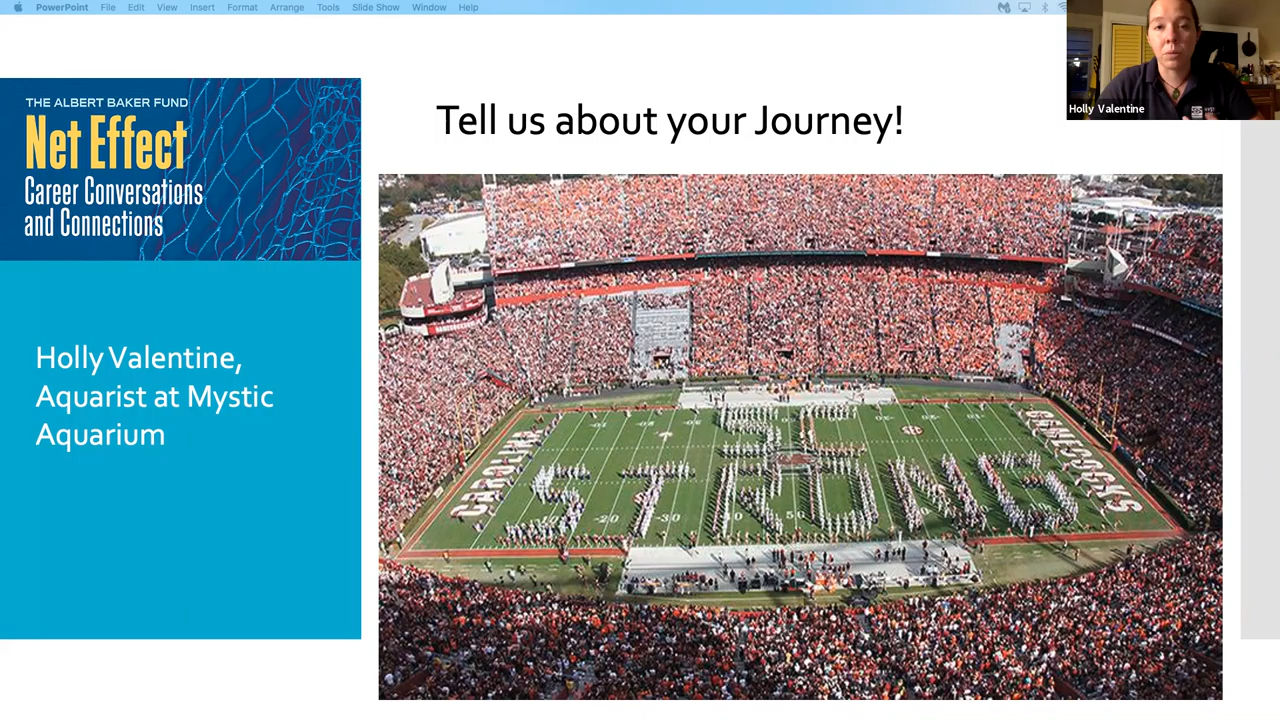 PowerPoint File Edit View Insert Format Arrange Tools Slide Show Window Help
Holly Valentine
THE ALBERT BAKER FUND
Net Effect
Career Conversations
and Connections
Tell us about your Journey!
Holly Valentine,
Aquarist at Mystic
Aquarium
CAROLINA
SC
STRONG
GAMECOCKS